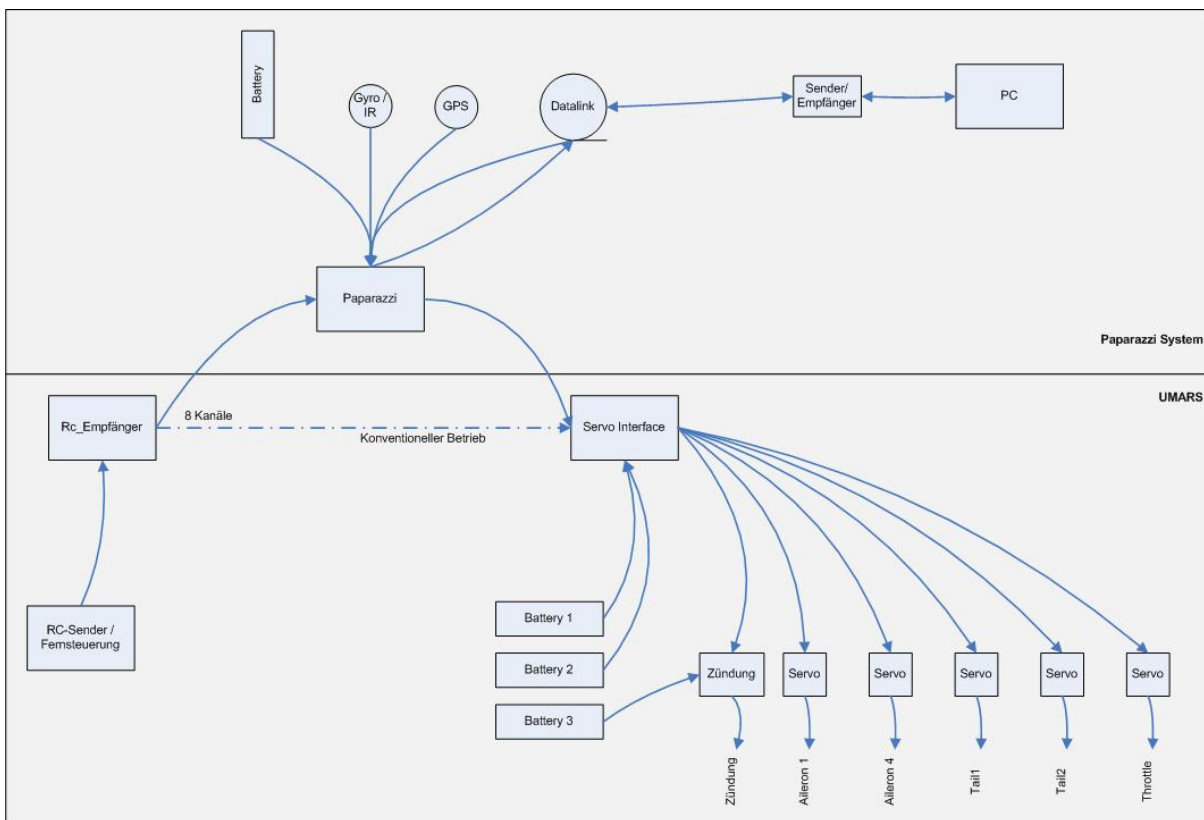 Battery
Gyro /
IR
GPS
Datalink
Sender/
Empfänger
PC
Paparazzi
Paparazzi System
UMARS
Rc_Empfänger
8 Kanäle
Konventioneller Betrieb
Servo Interface
RC-Sender /
Fernsteuerung
Battery 1
Battery 2
Battery 3
Zündung
Servo
Servo
Servo
Servo
Servo
Zündung
Aileron 1
Aileron 4
Tail1
Tail2
Throttle